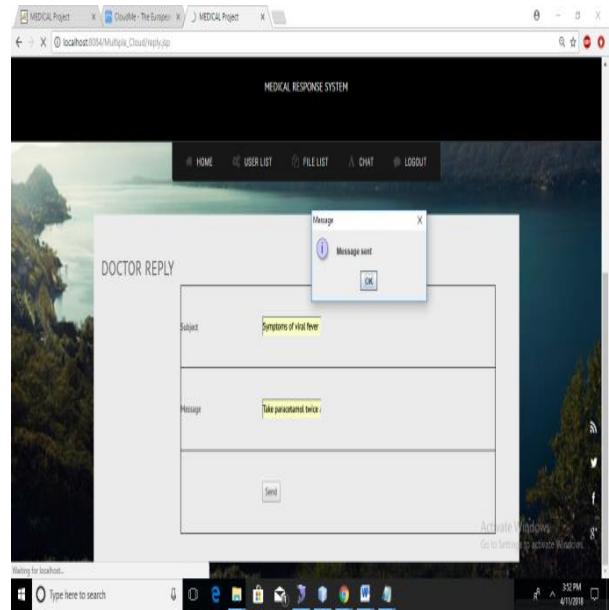 MEDICAL Project
CloudMe - The Europe
MEDICAL Project
localhost:8084/Multiple_Cloud/reply.jsp
MEDICAL RESPONSE SYSTEM
HOME USER LIST FILE LIST CHAT LOGOUT
Message X
Message sent
OK
DOCTOR REPLY
Subject Symptoms of viral fever
Message Take paracetamol twice
Send
Activate Windows
Go to Settings to activate Windows.
Waiting for localhost...
Type here to search
3:52 PM
4/11/2018